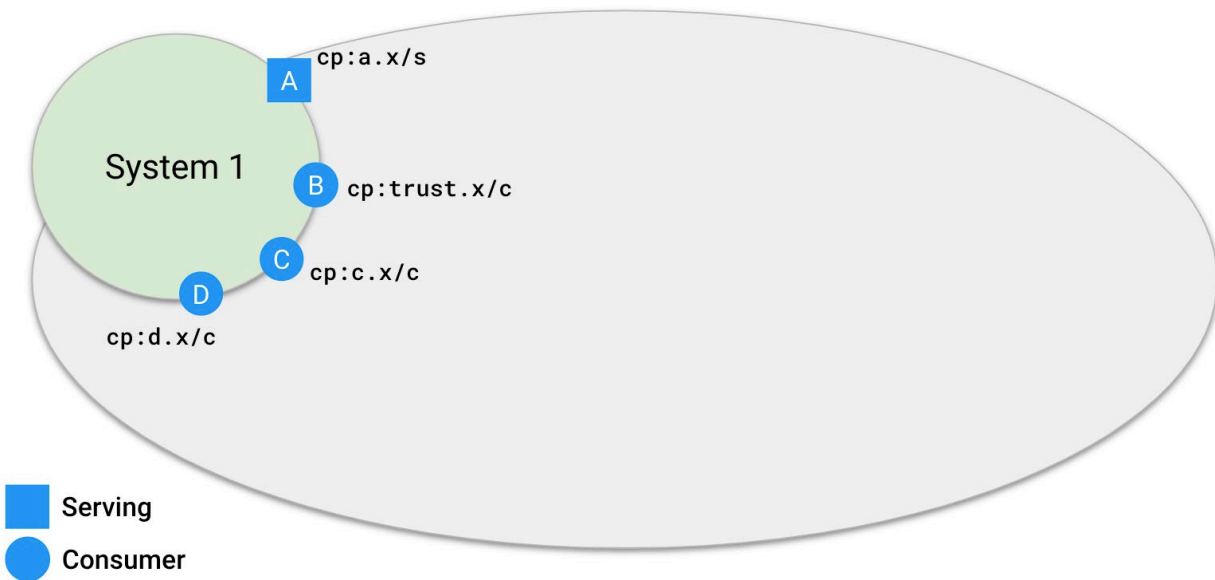 A
cp:a.x/s
System 1
B
cp:trust.x/c
C
cp:c.x/c
D
cp:d.x/c
Serving
Consumer